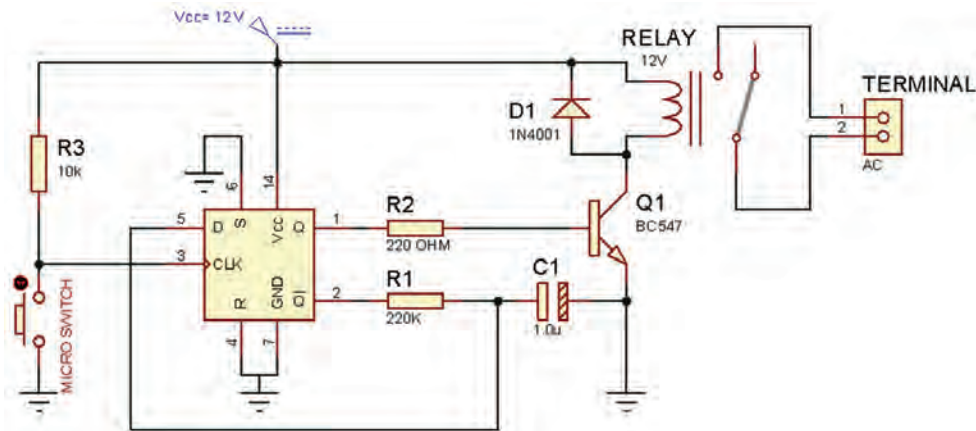 Vcc= 12V
RELAY
12V
TERMINAL
1
2
AC
D1
1N4001
R3
10k
6
14
5
D
S
Vcc
Q
1
R2
220 OHM
Q1
BC547
3
CLK
R
GND
Q
2
R1
220K
C1
1.0u
4
7
MICRO SWITCH